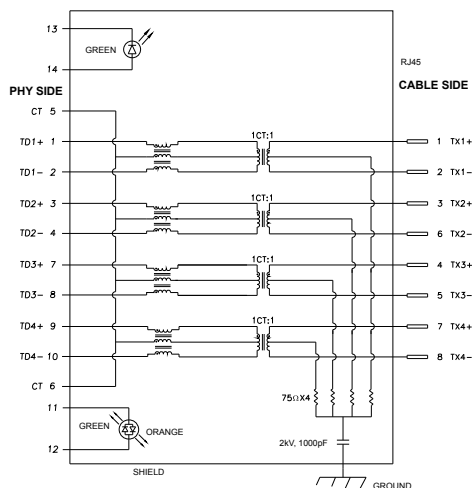 13
GREEN
14
RJ45
PHY SIDE
CABLE SIDE
CT 5
1CT:1
TD1+ 1
1 TX1+
TD1- 2
2 TX1-
1CT:1
TD2+ 3
3 TX2+
TD2- 4
6 TX2-
1CT:1
TD3+ 7
4 TX3+
TD3- 8
5 TX3-
1CT:1
TD4+ 9
7 TX4+
TD4- 10
8 TX4-
CT 6
75ΩX4
11
GREEN
ORANGE
2kV, 1000pF
12
SHIELD
GROUND